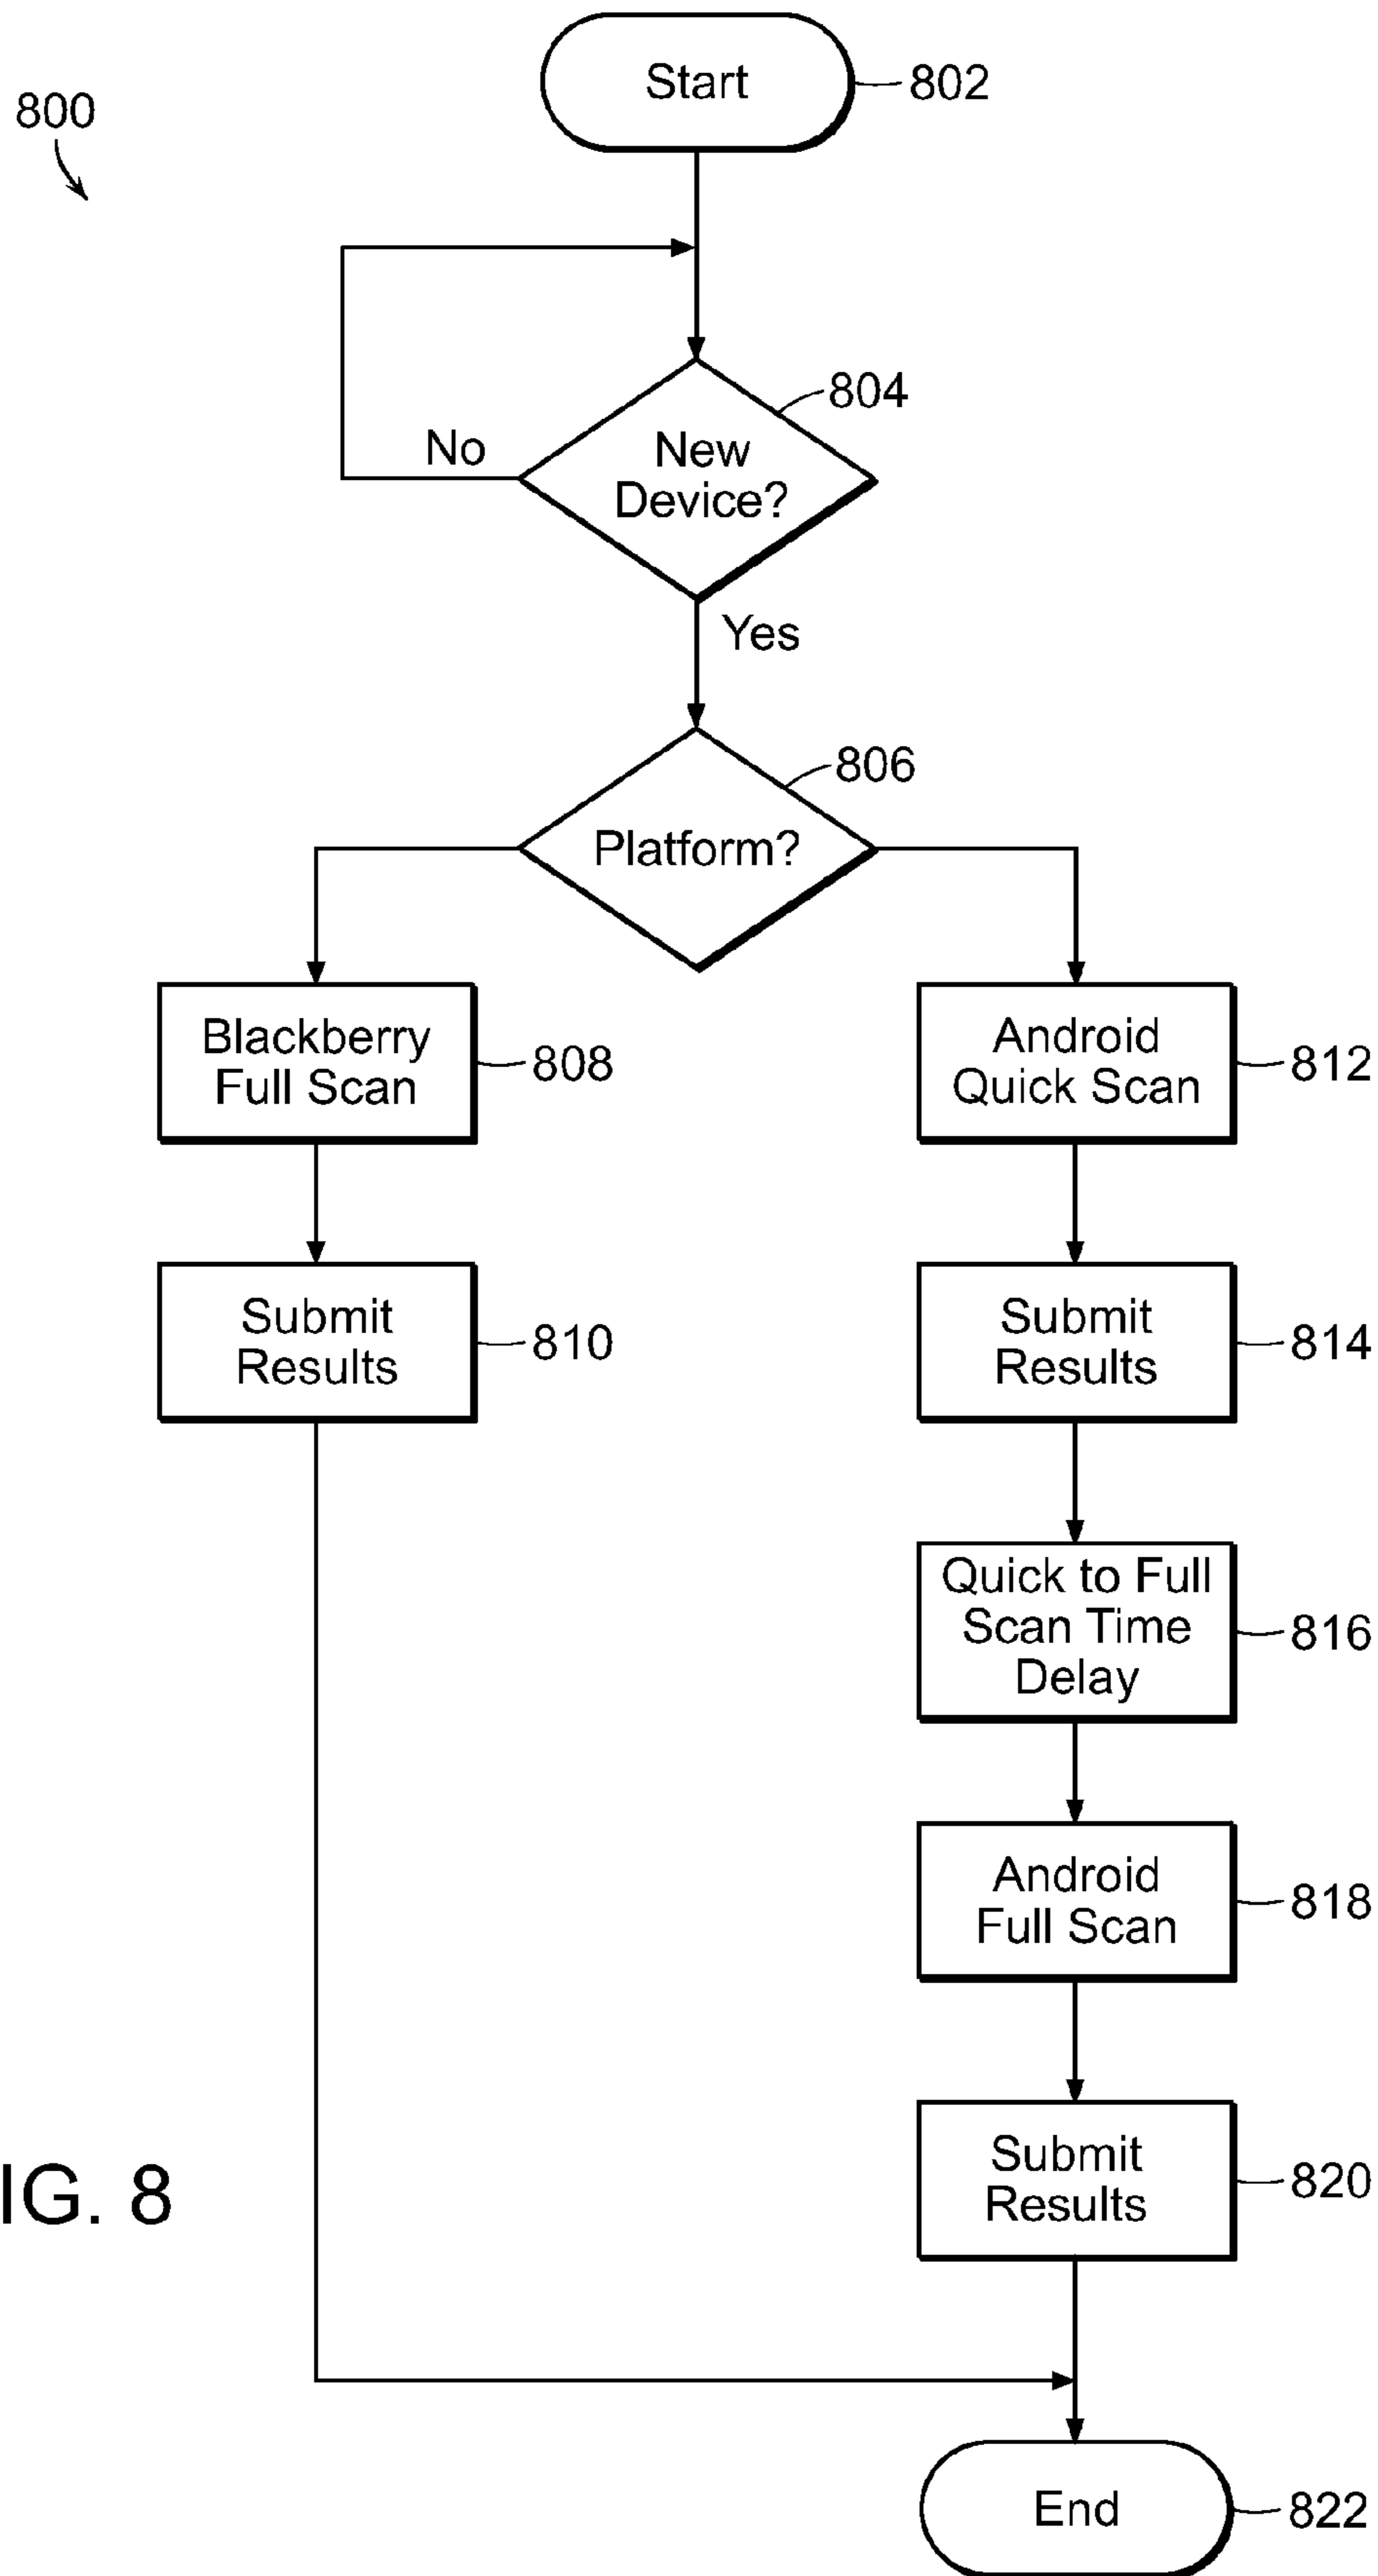 Start
802
800
804
No
New
Device?
Yes
806
Platform?
Blackberry
Full Scan
808
Android
Quick Scan
812
Submit
Results
810
Submit
Results
814
Quick to Full
Scan Time
Delay
816
Android
Full Scan
818
Submit
Results
820
IG. 8
End
822